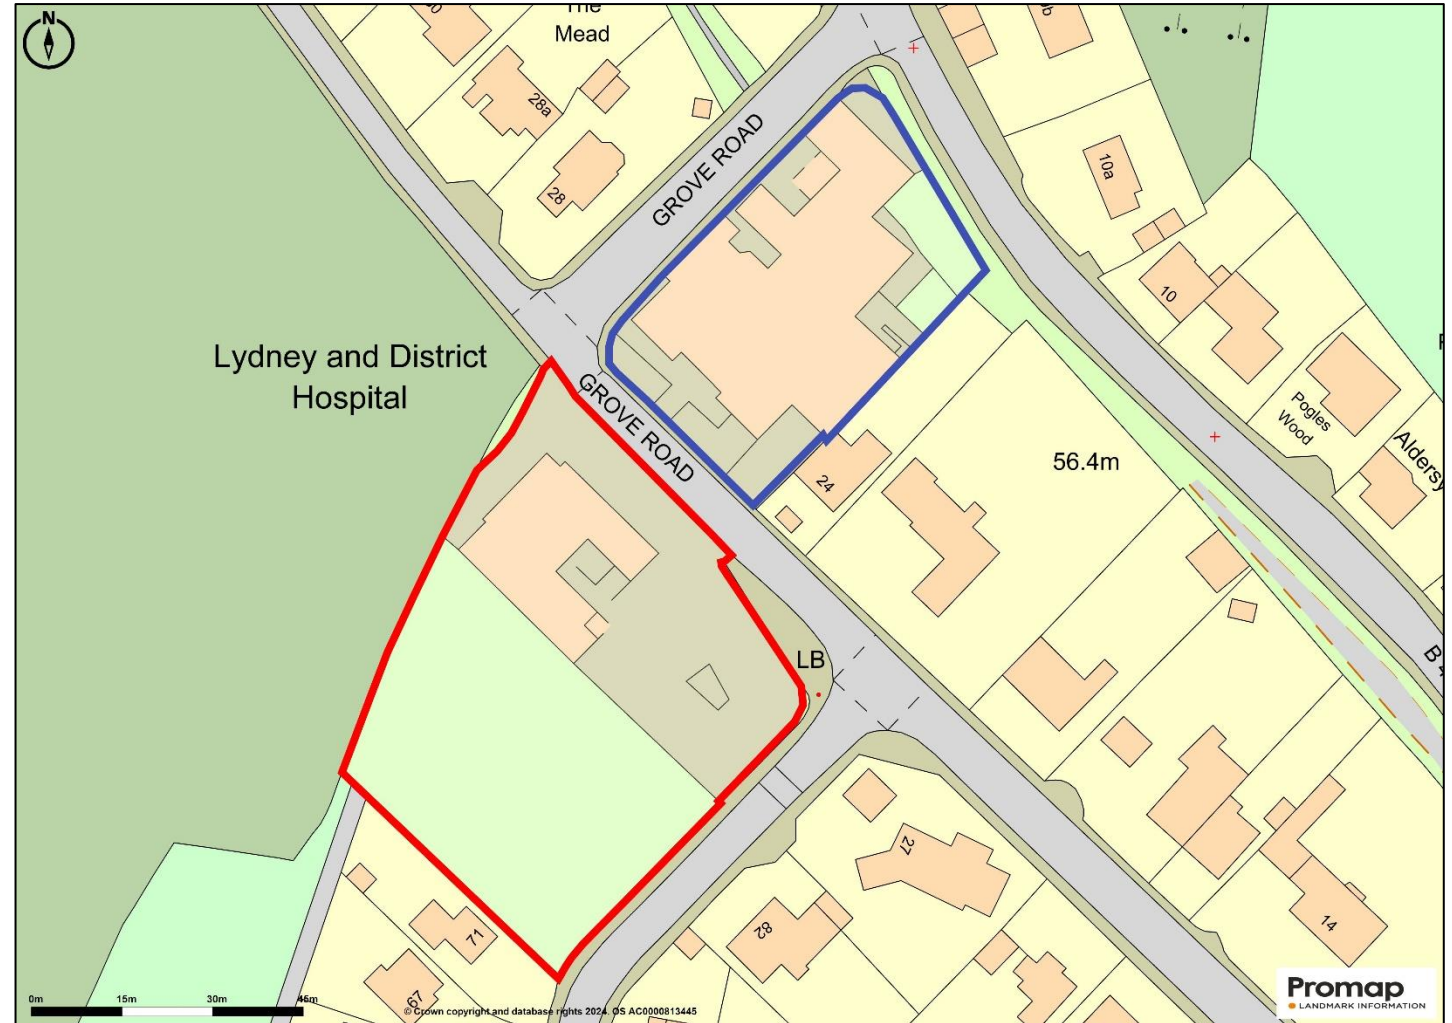 N
The
Mead
9b
28a
28
GROVE ROAD
10a
10
Lydney and District
Hospital
GROVE ROAD
Pogles
Wood
Aldersy
24
56.4m
B 4
LB
27
82
14
71
67
0m 15m 30m 45m
© Crown copyright and database rights 2024. OS AC0000813445
Promap
LANDMARK INFORMATION